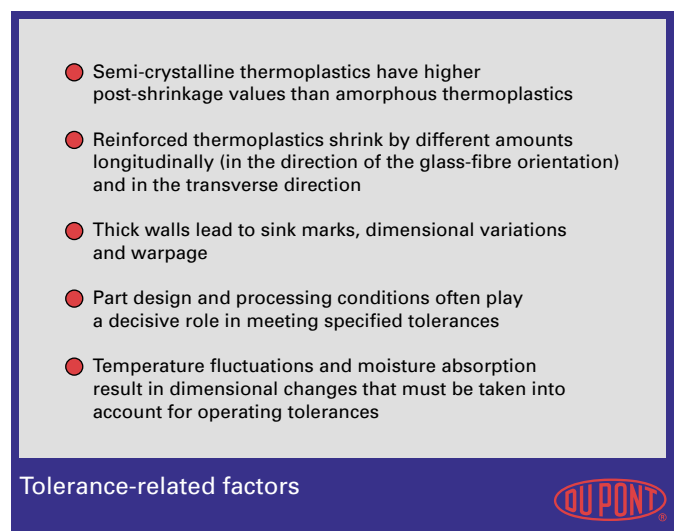 Semi-crystalline thermoplastics have higher
post-shrinkage values than amorphous thermoplastics
Reinforced thermoplastics shrink by different amounts
longitudinally (in the direction of the glass-fibre orientation)
and in the transverse direction
Thick walls lead to sink marks, dimensional variations
and warpage
Part design and processing conditions often play
a decisive role in meeting specified tolerances
Temperature fluctuations and moisture absorption
result in dimensional changes that must be taken into
account for operating tolerances
Tolerance-related factors
DU PONT®